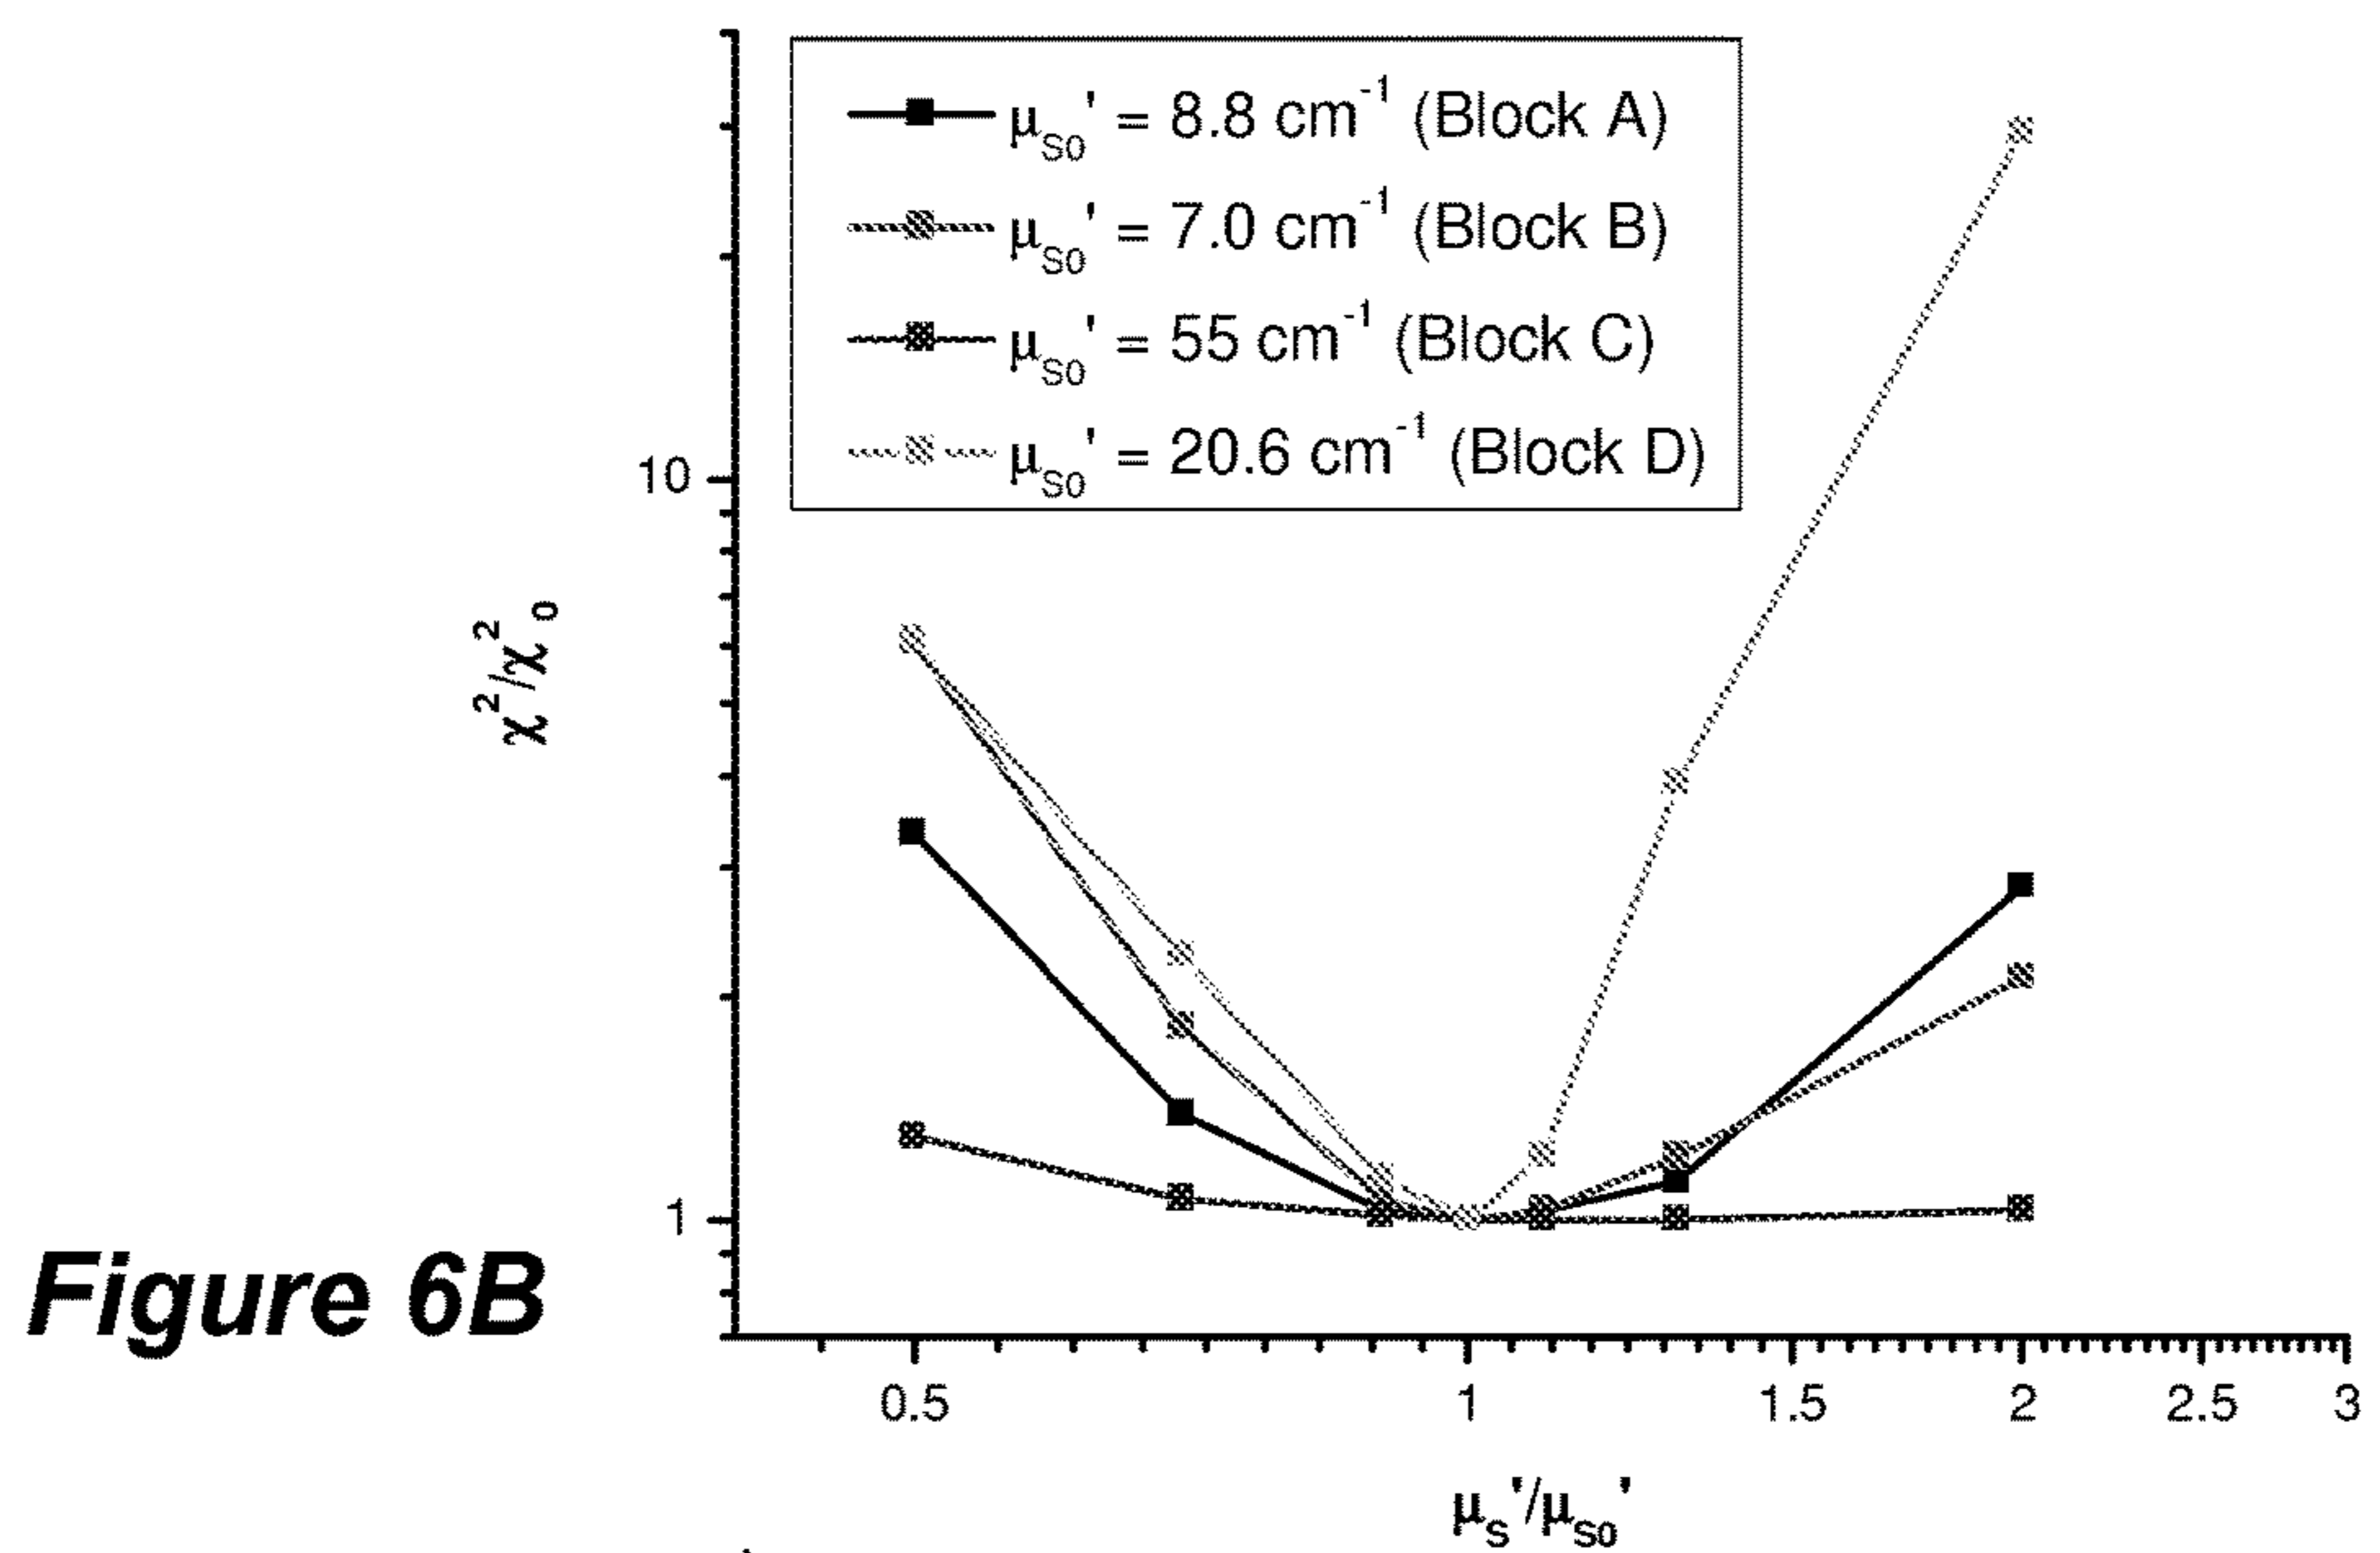 μS0' = 8.8 cm-1 (Block A)
μS0' = 7.0 cm-1 (Block B)
μS0' = 55 cm-1 (Block C)
μS0' = 20.6 cm-1 (Block D)
10
χ2/χ20
1
Figure 6B
0.5 1 1.5 2 2.5 3
μS'/μS0'